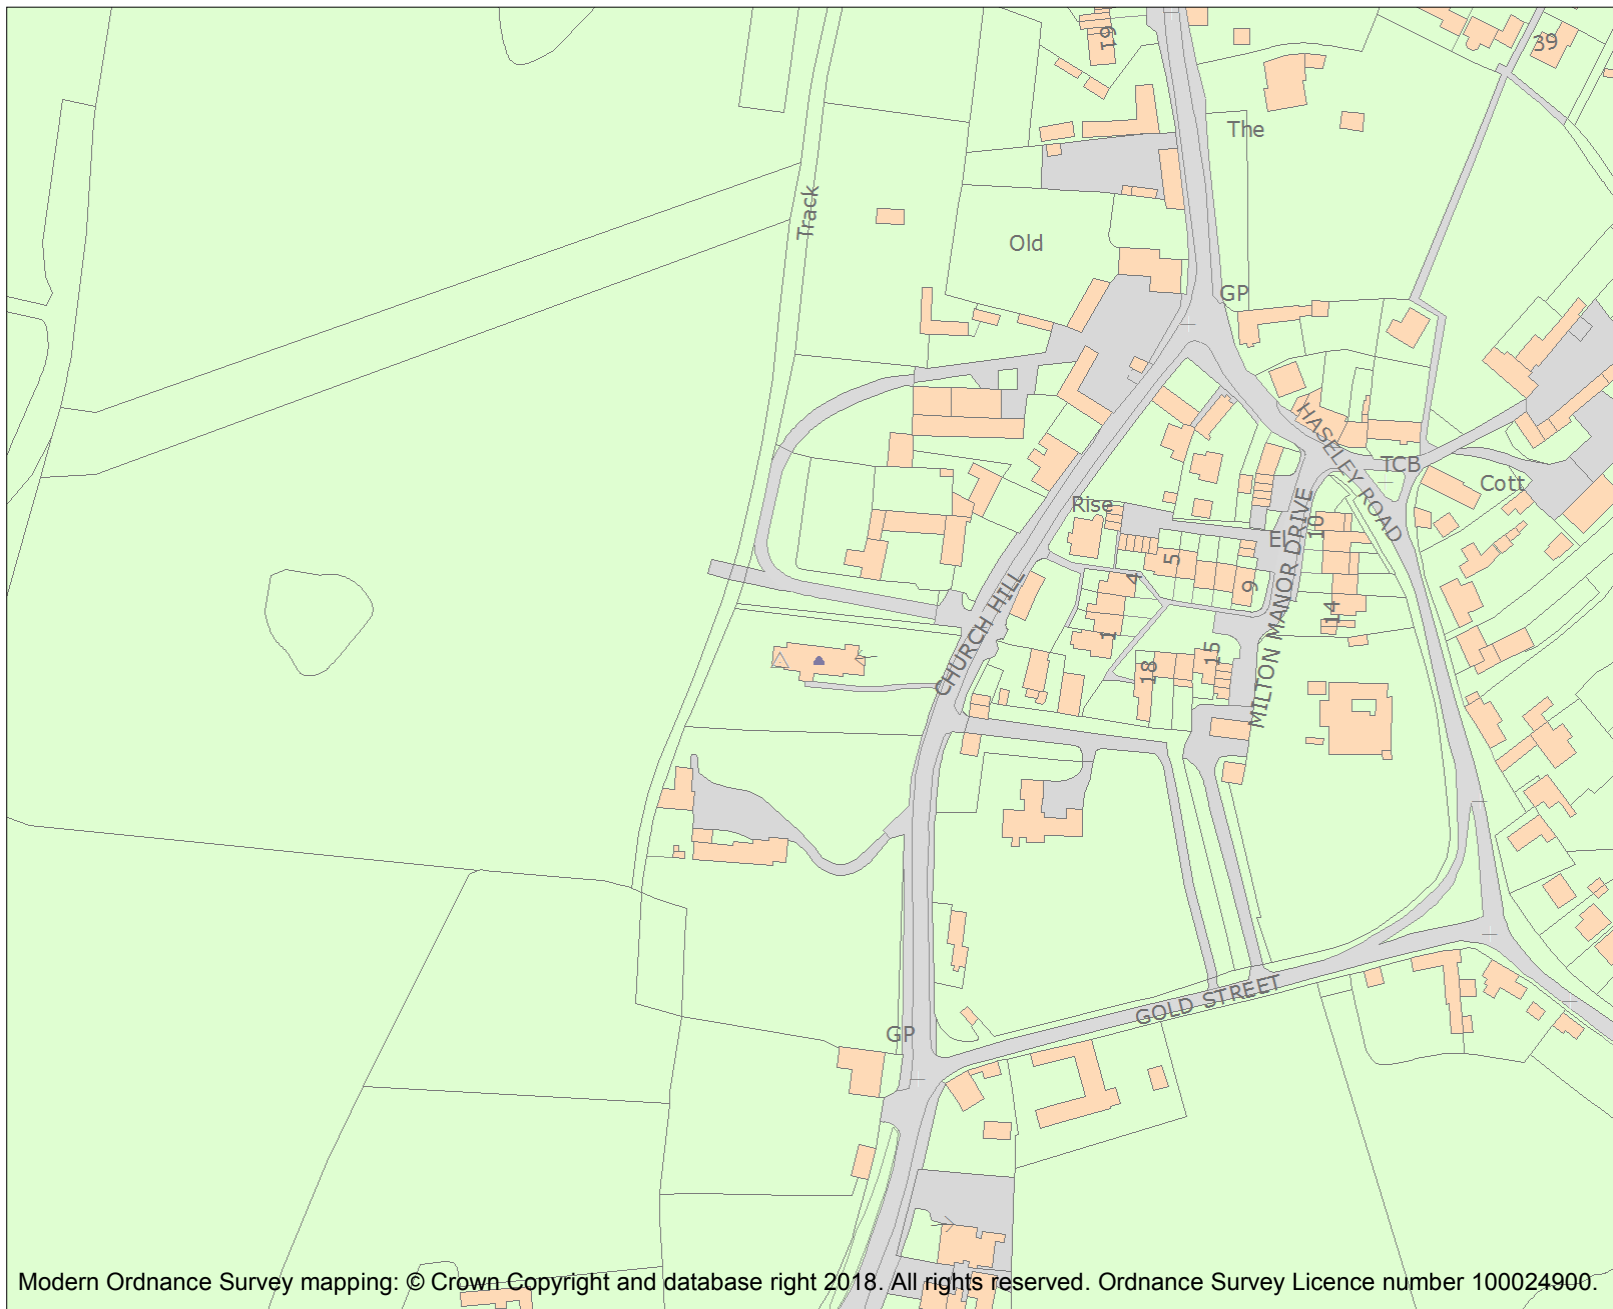 61
39
The
Track
Old
GP
HASELEY ROAD
TCB
Cott
Rise
10
El
5
4
9
MILTON MANOR DRIVE
CHURCH HILL
14
1
15
18
GOLD STREET
GP
Modern Ordnance Survey mapping: © Crown Copyright and database right 2018. All rights reserved. Ordnance Survey Licence number 100024900.